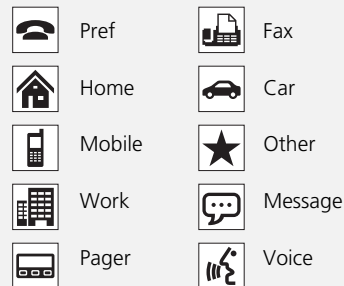 Pref
Home
Mobile
Work
Pager
Fax
Car
Other
Message
Voice